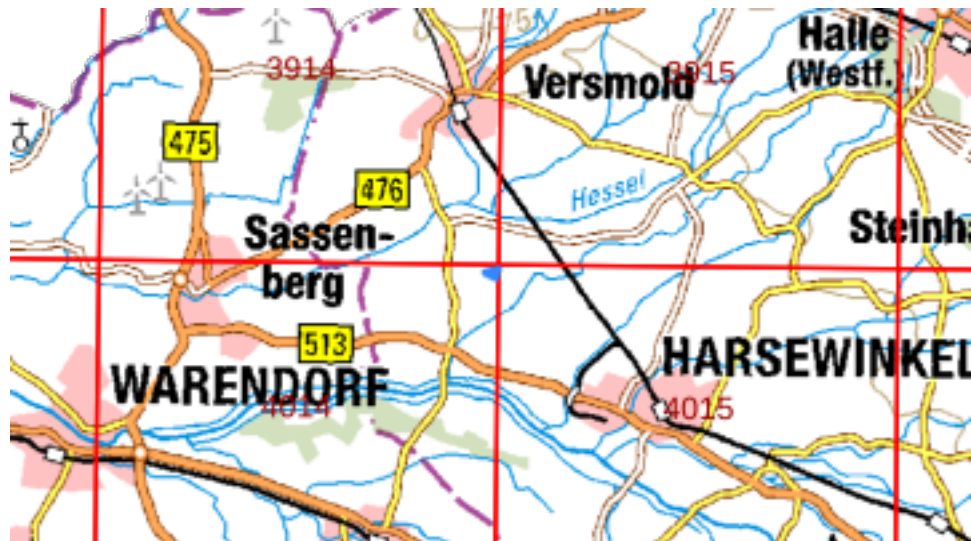 Halle
(Westf.)
3914
Versmold
3915
475
476
Hessel
Sassen-
berg
Steinha
513
HARSEWINKEL
WARENDORF
4014
4015